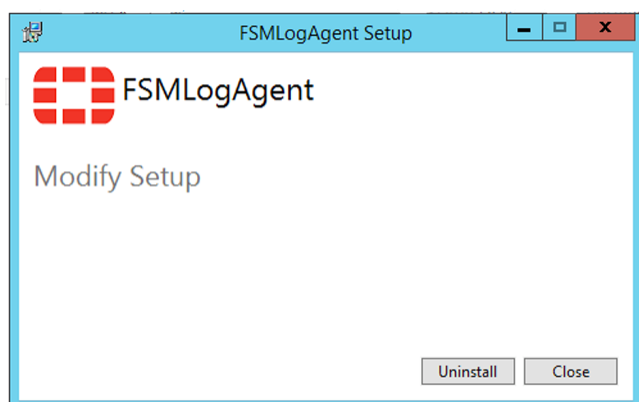 FSMLogAgent Setup
FSMLogAgent
Modify Setup
Uninstall
Close